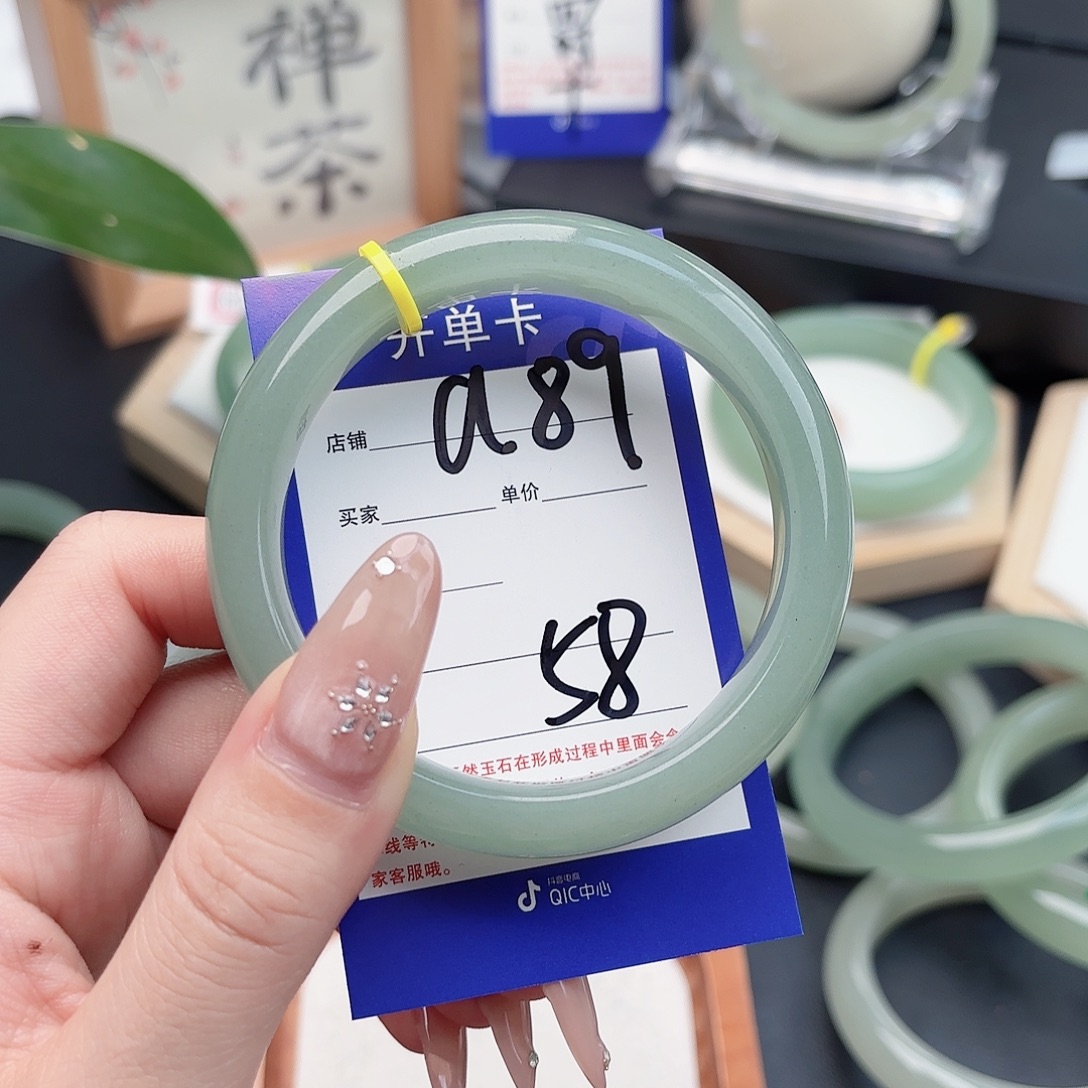 禅
茶
开单卡
a89
店铺
买家
单价
58
然玉石在形成过程中里面会含
线等
家客服哦。
抖音电商
QIC中心